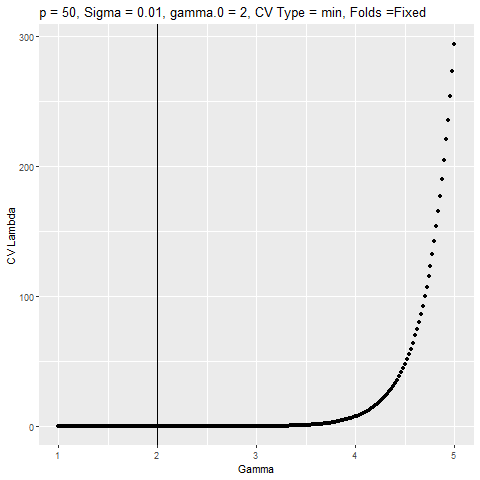 p = 50, Sigma = 0.01, gamma.0 = 2, CV Type = min, Folds =Fixed
300
200
100
0
CV Lambda
1 2 3 4 5
Gamma